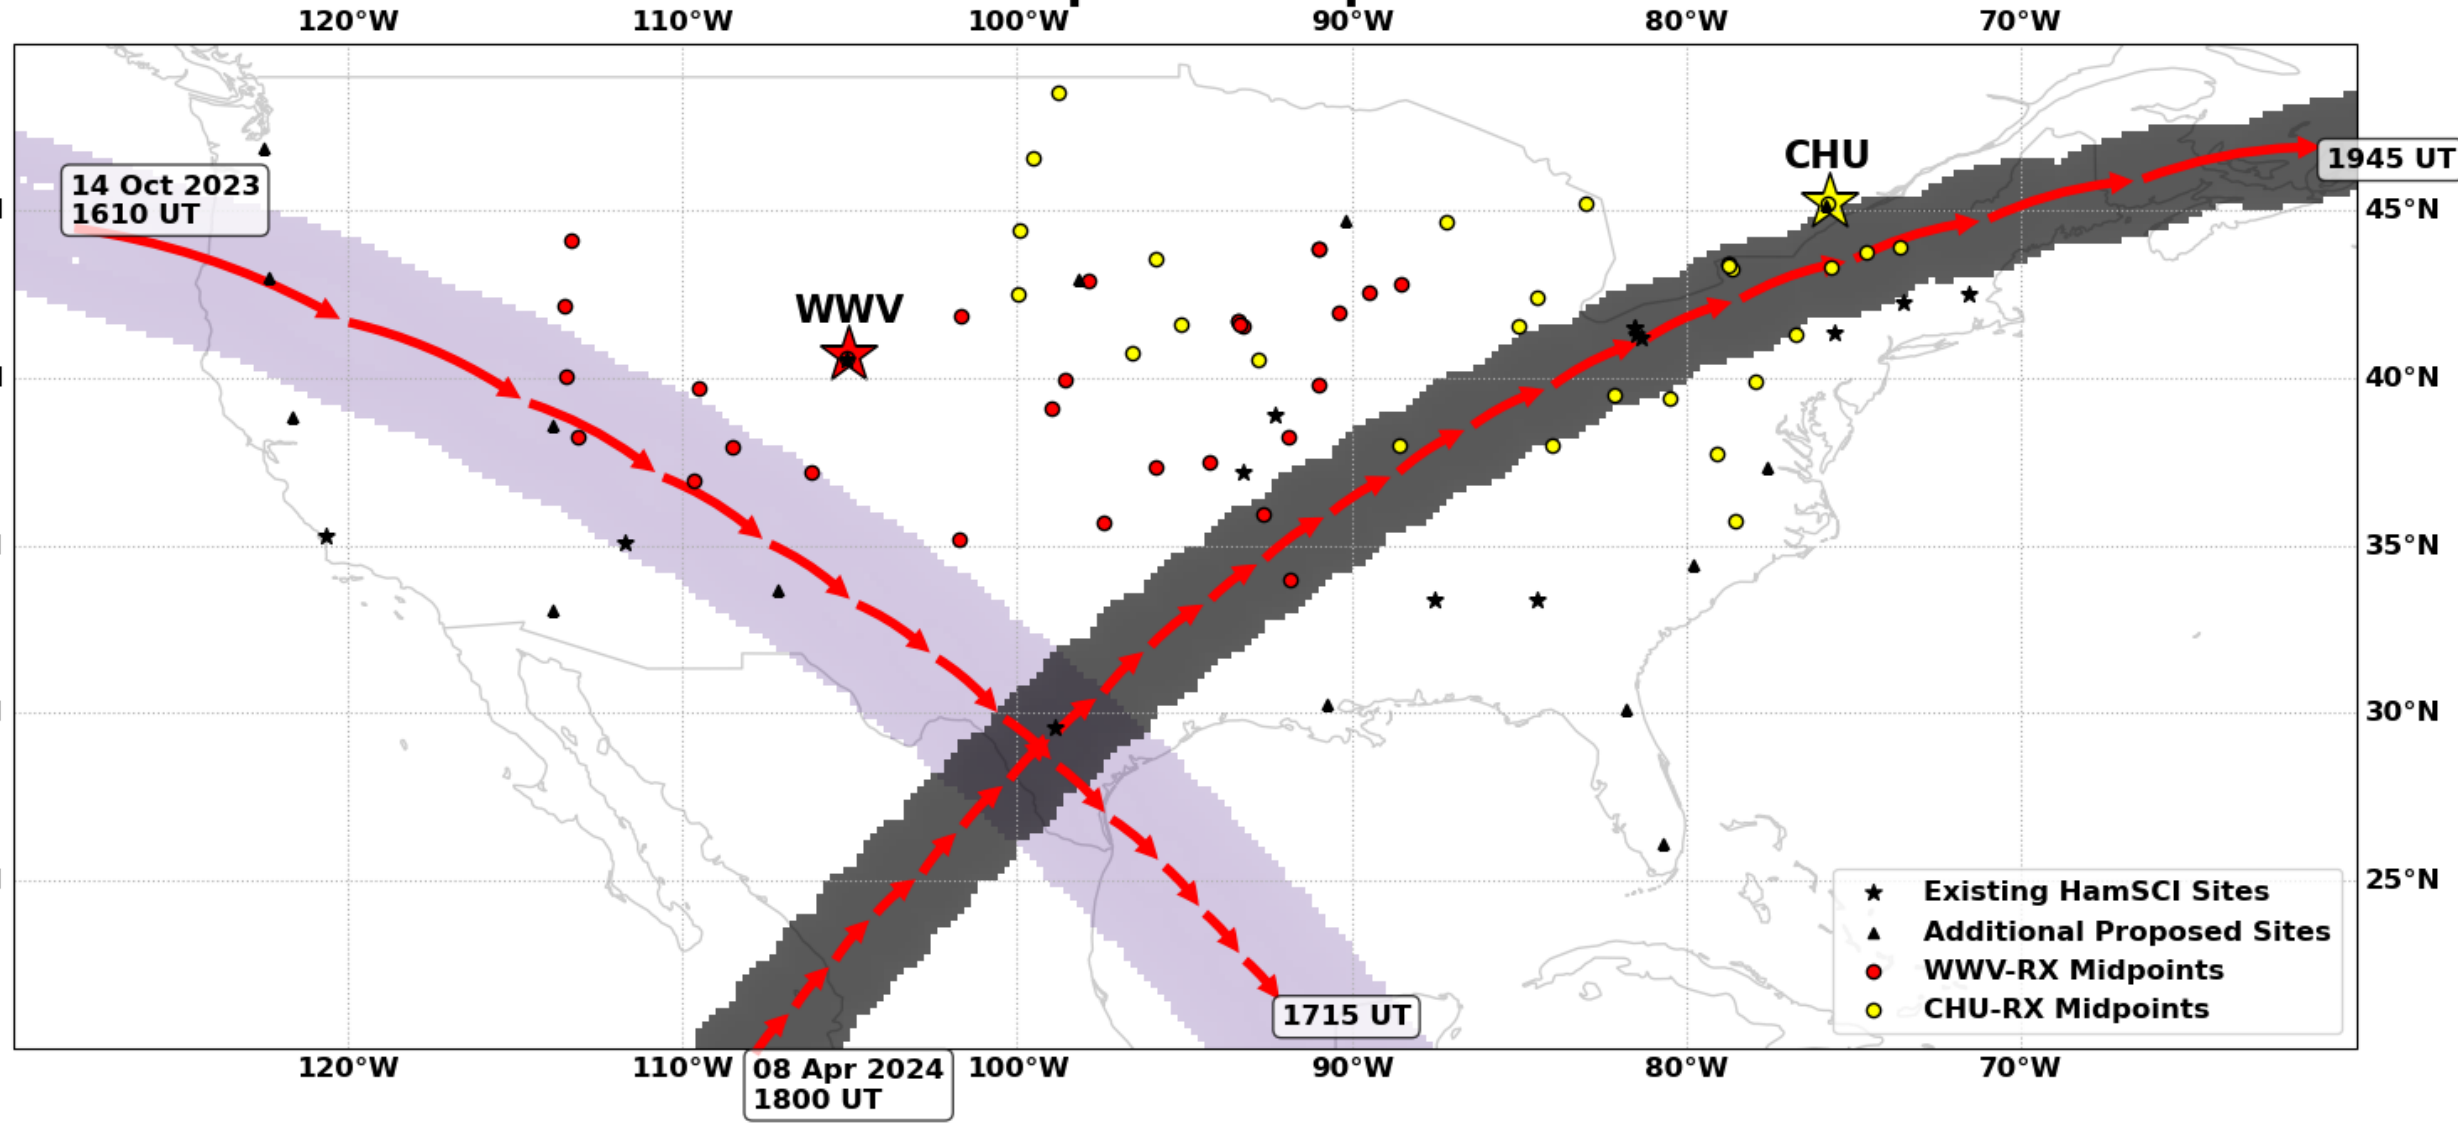 120°W 110°W 100°W 90°W 80°W 70°W
CHU
1945 UT
14 Oct 2023
1610 UT
45°N
WWV
40°N
35°N
30°N
25°N
Existing HamSCI Sites
Additional Proposed Sites
WWV-RX Midpoints
CHU-RX Midpoints
1715 UT
120°W 110°W 100°W 90°W 80°W 70°W
08 Apr 2024
1800 UT